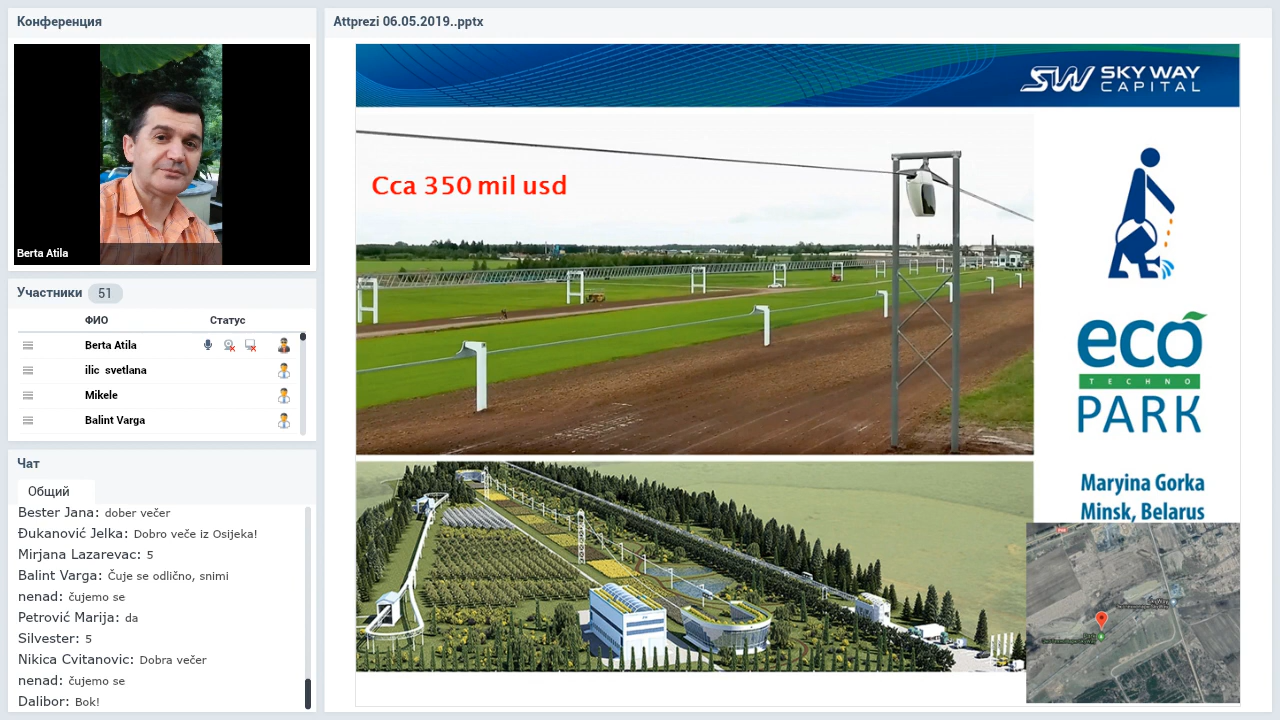 Конференция
Berta Atila
Участники 51
ФИО Статус
Berta Atila
ilic svetlana
Mikele
Balint Varga
Чат
Общий
Bester Jana: dober večer
Đukanović Jelka: Dobro veče iz Osijeka!
Mirjana Lazarevac: 5
Balint Varga: Čuje se odlično, snimi
nenad: čujemo se
Petrović Marija: da
Silvester: 5
Nikica Cvitanovic: Dobra večer
nenad: čujemo se
Dalibor: Bok!
Attprezi 06.05.2019..pptx
SW SKY WAY
CAPITAL
Cca 350 mil usd
eco
TECHNO
PARK
Maryina Gorka
Minsk, Belarus